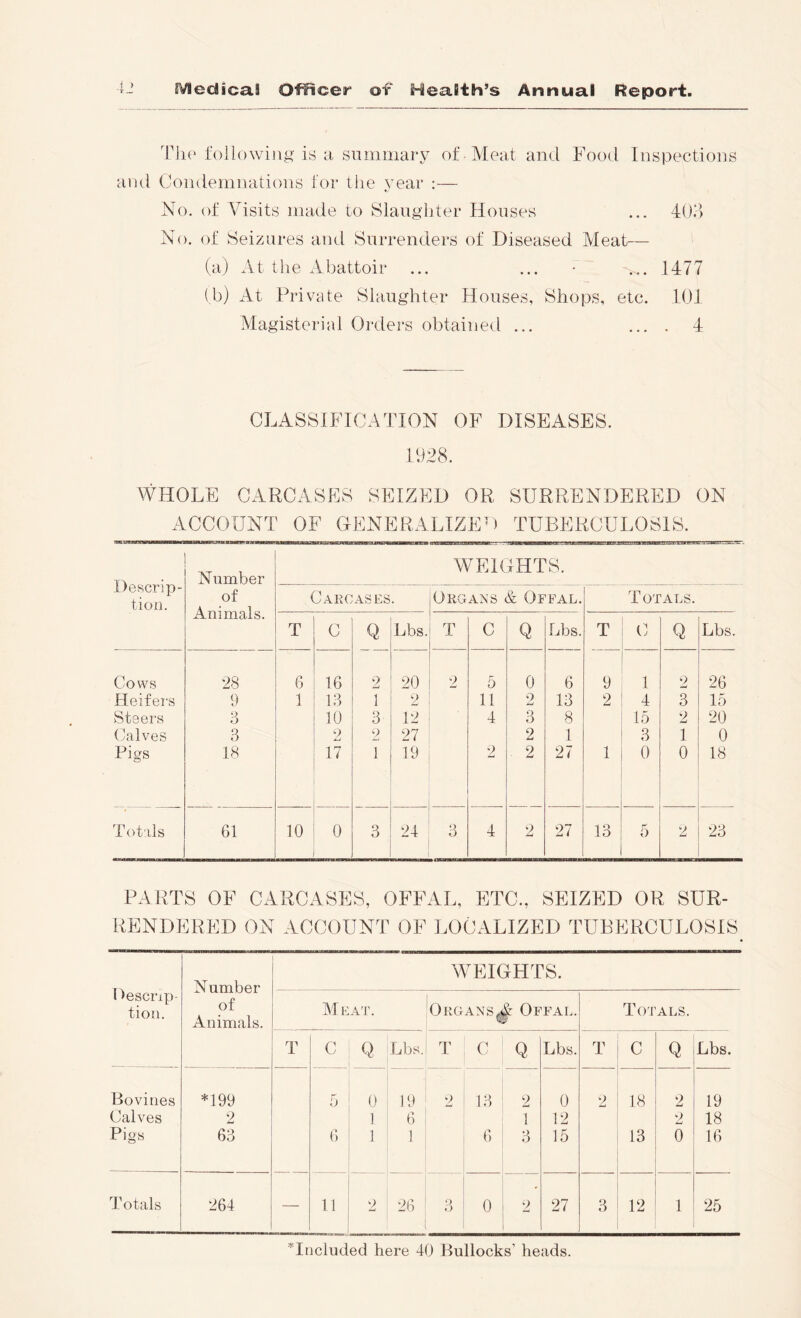 42 Medical Officer of Health's Annual Report.
The following is a summary of Meat and Food Inspections
and Condemnations for the year :—
No. of Visits made to Slaughter Houses ... 403
No. of Seizures and Surrenders of Diseased Meat—
(a) At the Abattoir ... ... ... 1477
(b) At Private Slaughter Houses, Shops, etc. 101
Magisterial Orders obtained ... ... . 4
CLASSIFICATION OF DISEASES.
1928.
WHOLE CARCASES SEIZED OR SURRENDERED ON
ACCOUNT OF GENERALIZED TUBERCULOSIS.
Description. Number of Animals. WEIGHTS.
Carcases. Organs & Offal. Totals.
T C Q Lbs. T C Q Lbs. T C Q Lbs.
Cows 28 6 16 2 20 2 5 0 6 9 1 2 26
Heifers 9 1 13 1 2 11 2 13 2 4 3 15
Steers 3 10 3 12 4 3 8 15 2 20
Calves 3 2 2 27 2 1 3 1 0
Pigs 18 17 1 19 2 2 27 1 0 0 18
Totals 61 10 0 3 24 3 4 2 27 13 5 2 23
PARTS OF CARCASES, OFFAL, ETC., SEIZED OR SUR-
RENDERED ON ACCOUNT OF LOCALIZED TUBERCULOSIS
Description. Number of Animals. WEIGHTS.
Meat. Organs & Offal. Totals.
T C Q Lbs. T C Q Lbs. T C Q Lbs.
Bovines *199 5 0 19 2 13 2 0 2 18 2 19
Calves 2 1 6 1 12 2 18
Pigs 63 6 1 1 6 3 15 13 0 16
Totals 264 — 11 2 26 3 0 2 27 3 12 1 25
*Included here 40 Bullocks' heads.